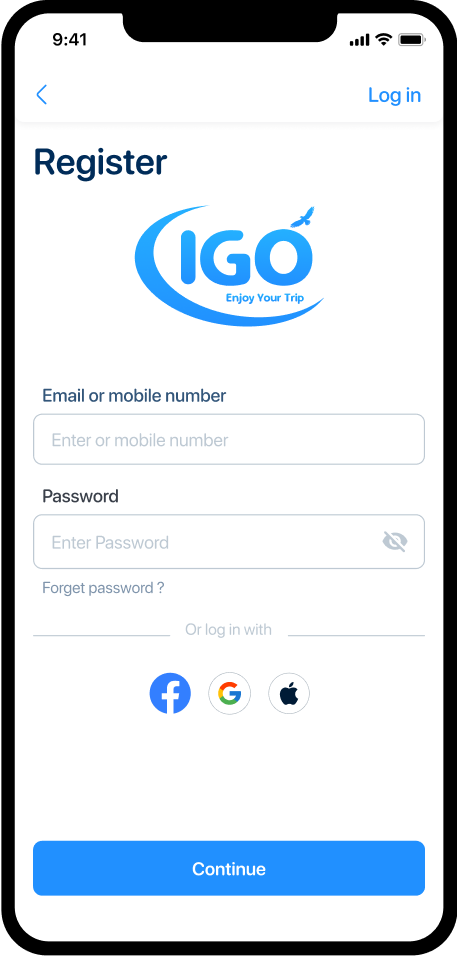 9:41
Log in
Register
IGO
Enjoy Your Trip
Email or mobile number
Enter or mobile number
Password
Enter Password
Forget password ?
Or log in with
Continue